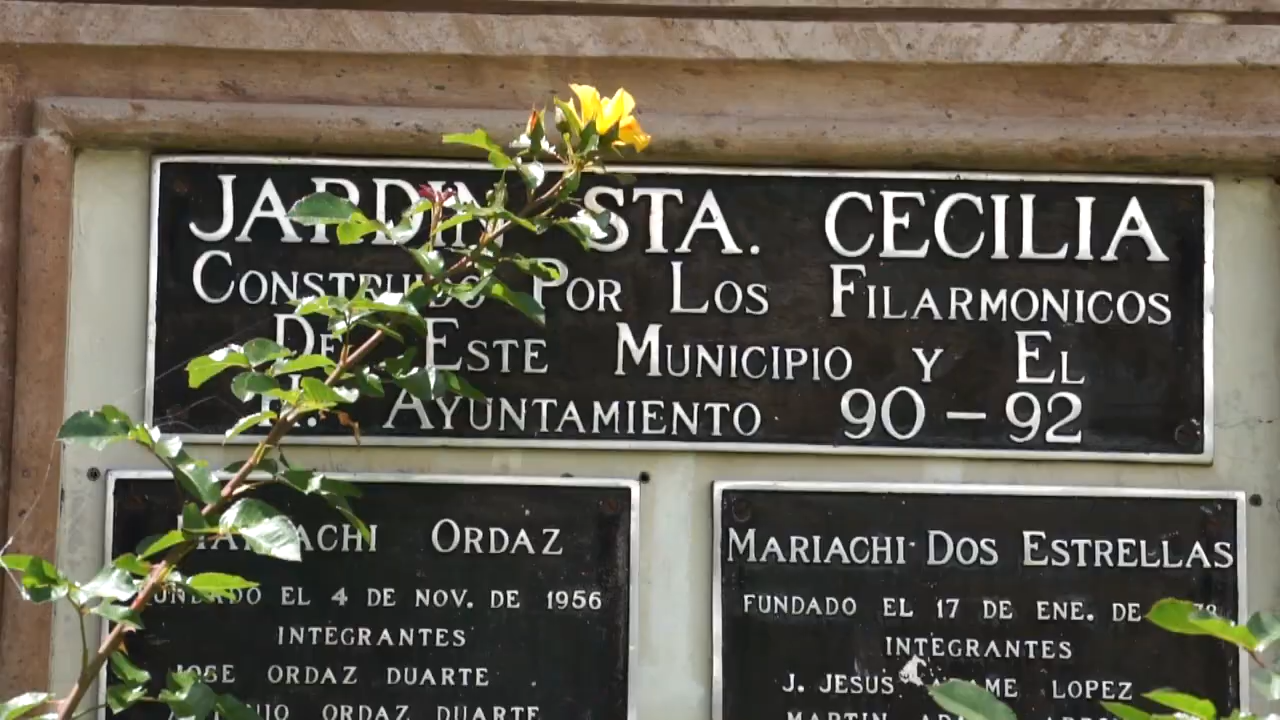 JARDIN STA. CECILIA
CONSTRUIDO POR LOS FILARMONICOS
DE ESTE MUNICIPIO Y EL
H. AYUNTAMIENTO 90-92
MARIACHI ORDAZ
FUNDADO EL 4 DE NOV. DE 1956
INTEGRANTES
JOSE ORDAZ DUARTE
ANTONIO ORDAZ DUARTE
MARIACHI DOS ESTRELLAS
FUNDADO EL 17 DE ENE. DE
INTEGRANTES
J. JESUS LOPEZ
MARTIN